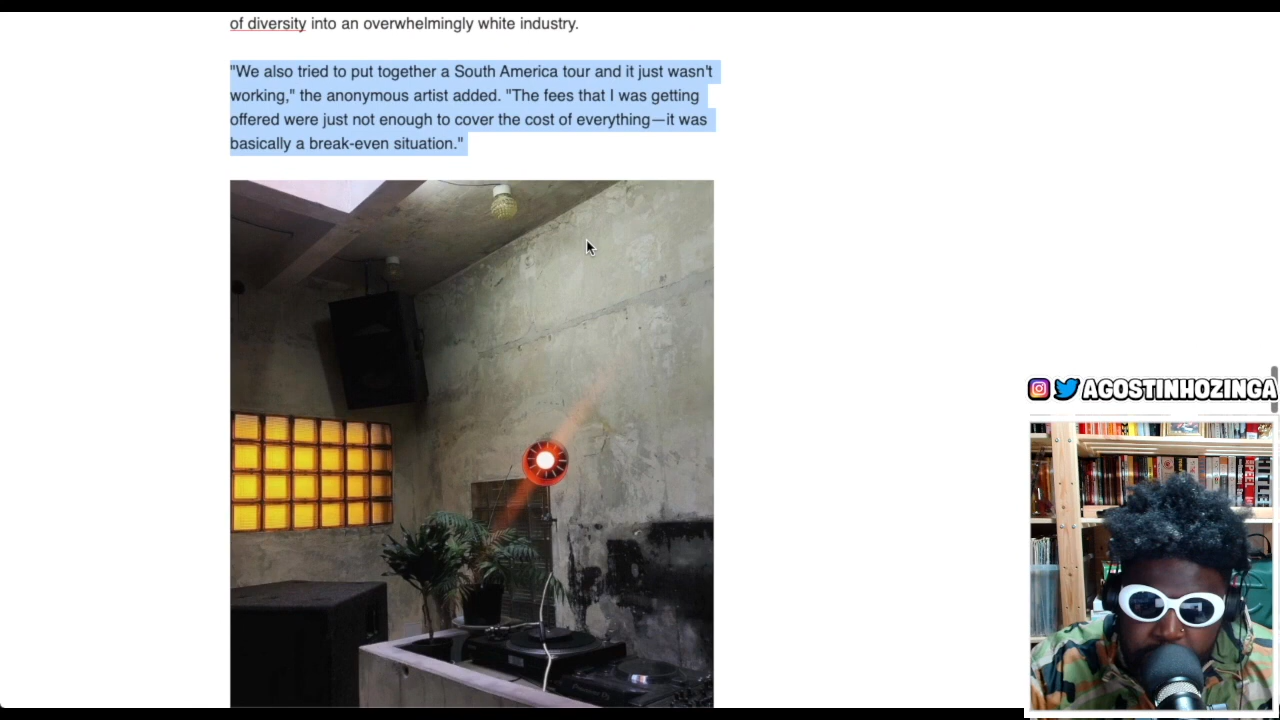 of diversity into an overwhelmingly white industry.
"We also tried to put together a South America tour and it just wasn't
working," the anonymous artist added. "The fees that I was getting
offered were just not enough to cover the cost of everything—it was
basically a break-even situation."
AGOSTINHOZINGA
SPEEL